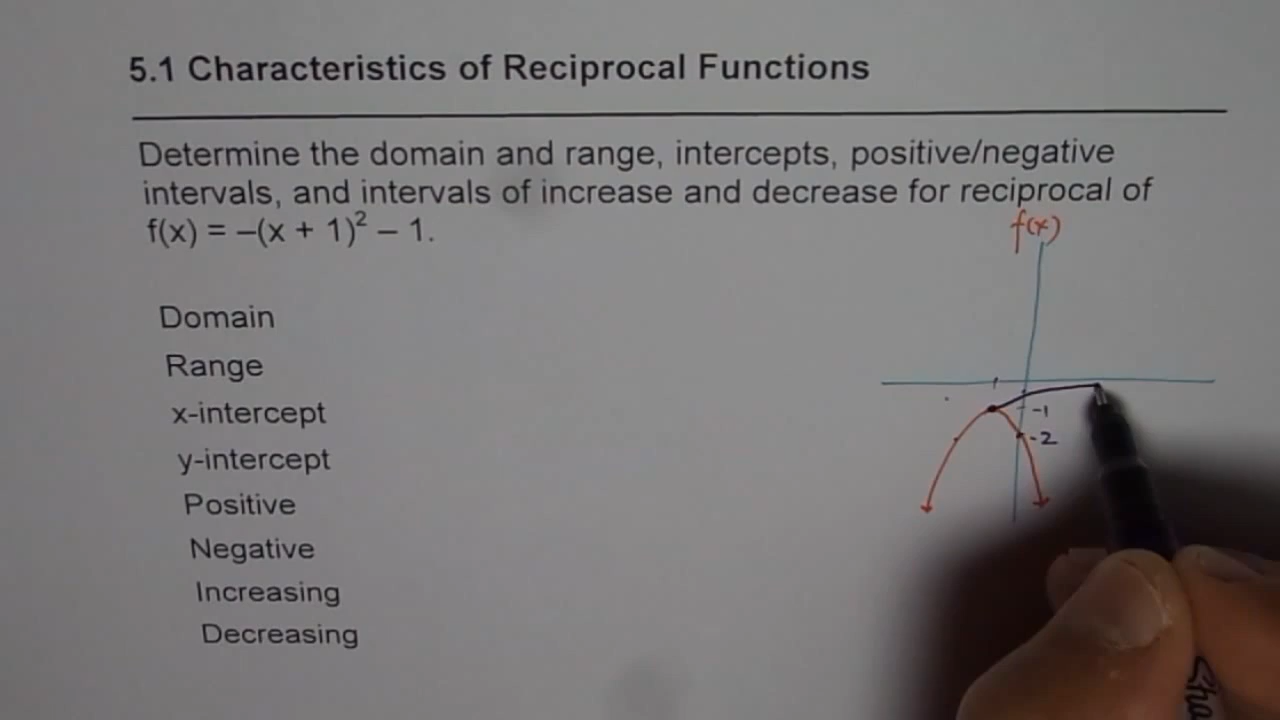 5.1 Characteristics of Reciprocal Functions
Determine the domain and range, intercepts, positive/negative
intervals, and intervals of increase and decrease for reciprocal of
f(x) = –(x + 1)² – 1.
f(x)
Domain
Range
x-intercept
-1
-2
y-intercept
Positive
Negative
Increasing
Decreasing